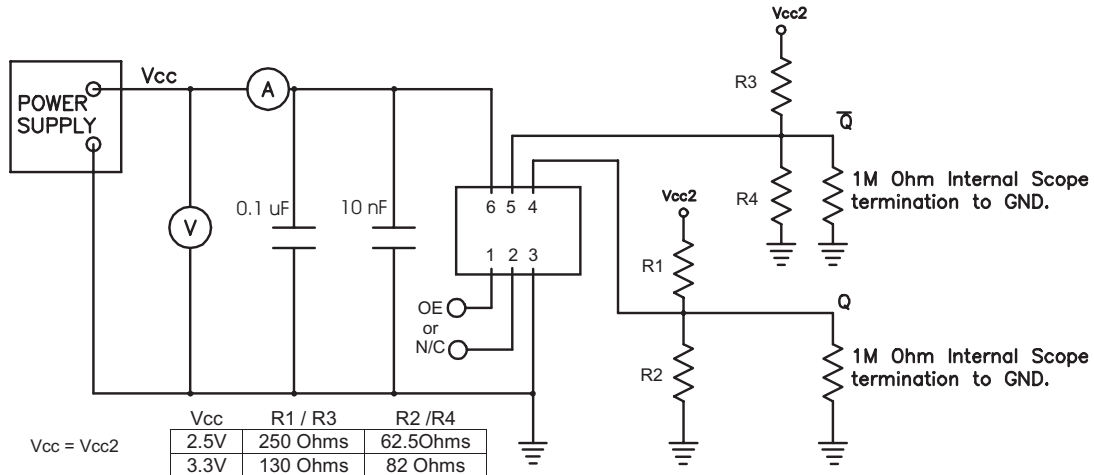 Vcc2
Vcc
A
R3
POWER
SUPPLY
Q
1M Ohm Internal Scope
termination to GND.
R4
Vcc2
0.1 uF
10 nF
6 5 4
V
1 2 3
R1
OE
or
N/C
Q
1M Ohm Internal Scope
termination to GND.
R2
Vcc R1 / R3 R2 /R4
Vcc = Vcc2
2.5V 250 Ohms 62.5Ohms
3.3V 130 Ohms 82 Ohms